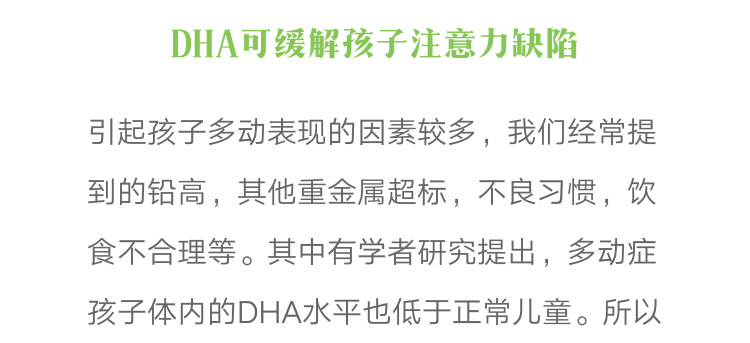 DHA可缓解孩子注意力缺陷
引起孩子多动表现的因素较多，我们经常提
到的铅高，其他重金属超标，不良习惯，饮
食不合理等。其中有学者研究提出，多动症
孩子体内的DHA水平也低于正常儿童。所以